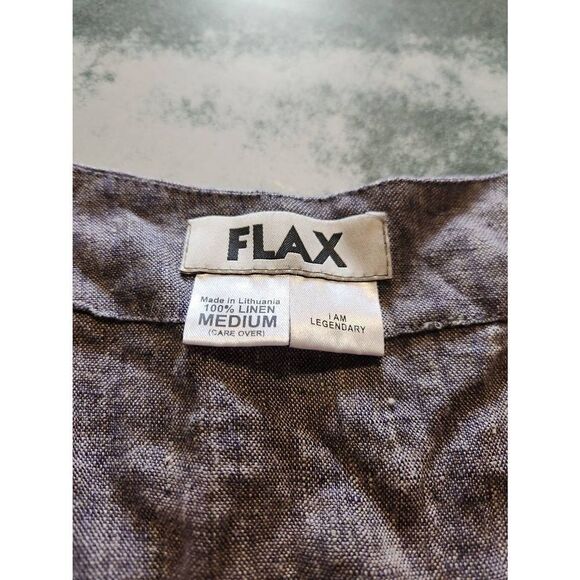 FLAX
Made in Lithuania
100% LINEN
MEDIUM
(CARE OVER)
I AM
LEGENDARY